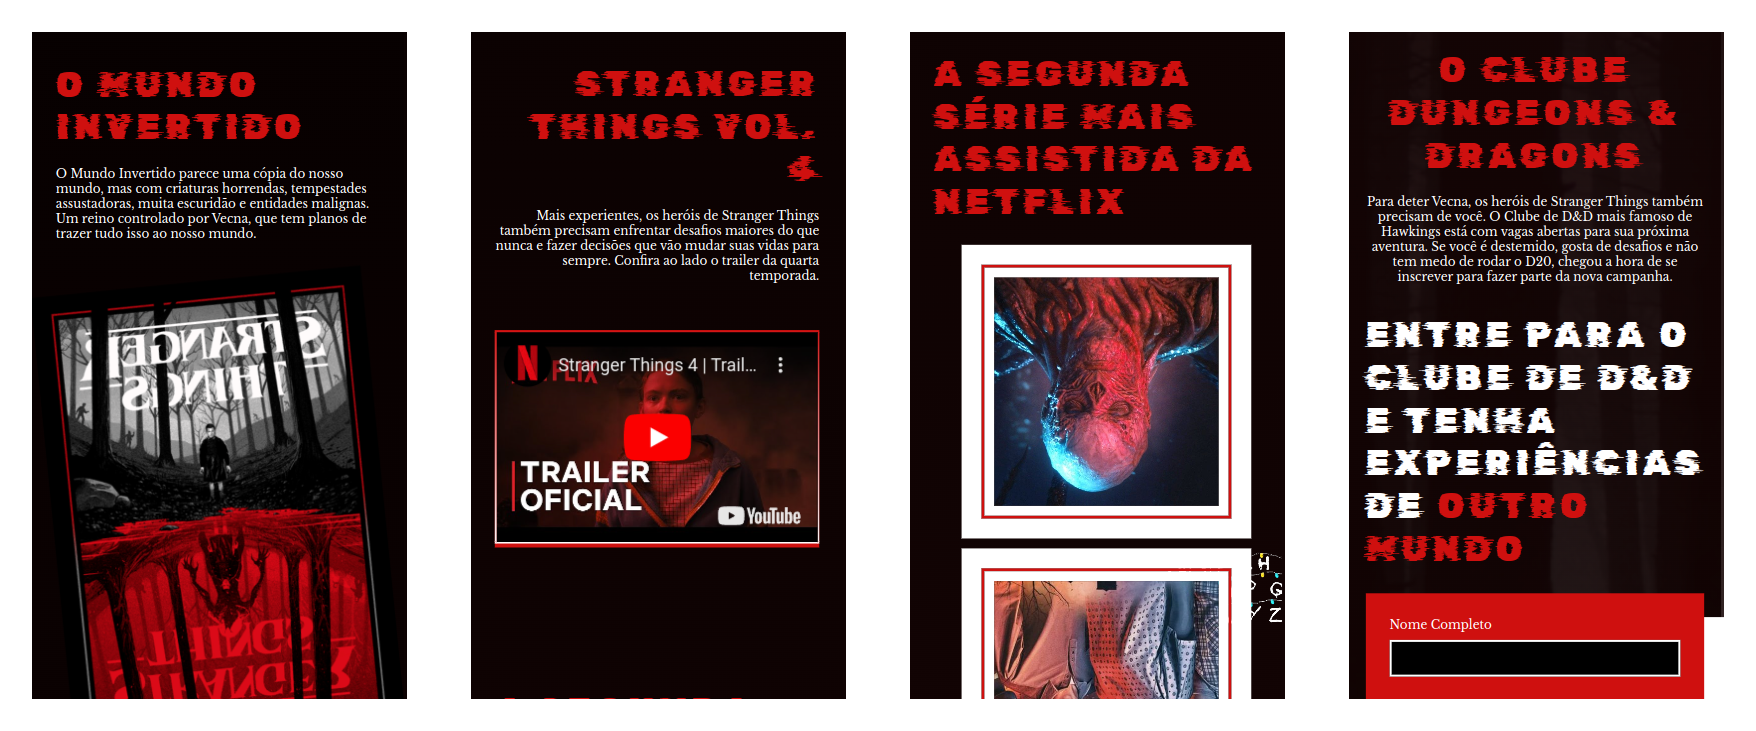 O MUNDO
INVERTIDO
O Mundo Invertido parece uma cópia do nosso
mundo, mas com criaturas horrendas, tempestades
assustadoras, muita escuridão e entidades malignas.
Um reino controlado por Vecna, que tem planos de
trazer tudo isso ao nosso mundo.
STRANGER
THINGS
THINGS
STRANGER
STRANGER
THINGS VOL.
4
Mais experientes, os heróis de Stranger Things
também precisam enfrentar desafios maiores do que
nunca e fazer decisões que vão mudar suas vidas para
sempre. Confira ao lado o trailer da quarta
temporada.
Stranger Things 4 | Trail...
TRAILER
OFICIAL
YouTube
A SEGUNDA
SÉRIE MAIS
ASSISTIDA DA
NETFLIX
H
G
Y Z
O CLUBE
DUNGEONS &
DRAGONS
Para deter Vecna, os heróis de Stranger Things também
precisam de você. O Clube de D&D mais famoso de
Hawkings está com vagas abertas para sua próxima
aventura. Se você é destemido, gosta de desafios e não
tem medo de rodar o D20, chegou a hora de se
inscrever para fazer parte da nova campanha.
ENTRE PARA O
CLUBE DE D&D
E TENHA
EXPERIÊNCIAS
DE OUTRO
MUNDO
Nome Completo